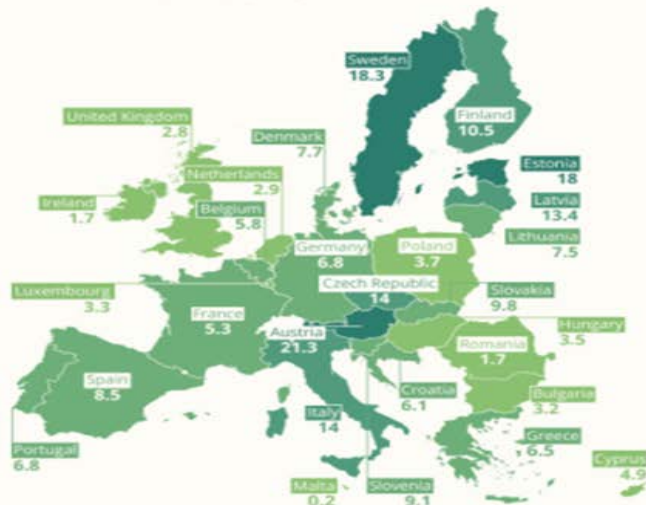 Sweden
18.3
Finland
10.5
United Kingdom
2.8
Denmark
7.7
Estonia
18
Netherlands
2.9
Latvia
13.4
Ireland
1.7
Belgium
5.8
Lithuania
7.5
Germany
6.8
Poland
3.7
Czech Republic
14
Luxembourg
3.3
Slovakia
9.8
France
5.3
Austria
21.3
Hungary
3.5
Romania
1.7
Spain
8.5
Croatia
6.1
Bulgaria
3.2
Italy
14
Greece
6.5
Portugal
6.8
Malta
0.2
Slovenia
9.1
Cyprus
4.9